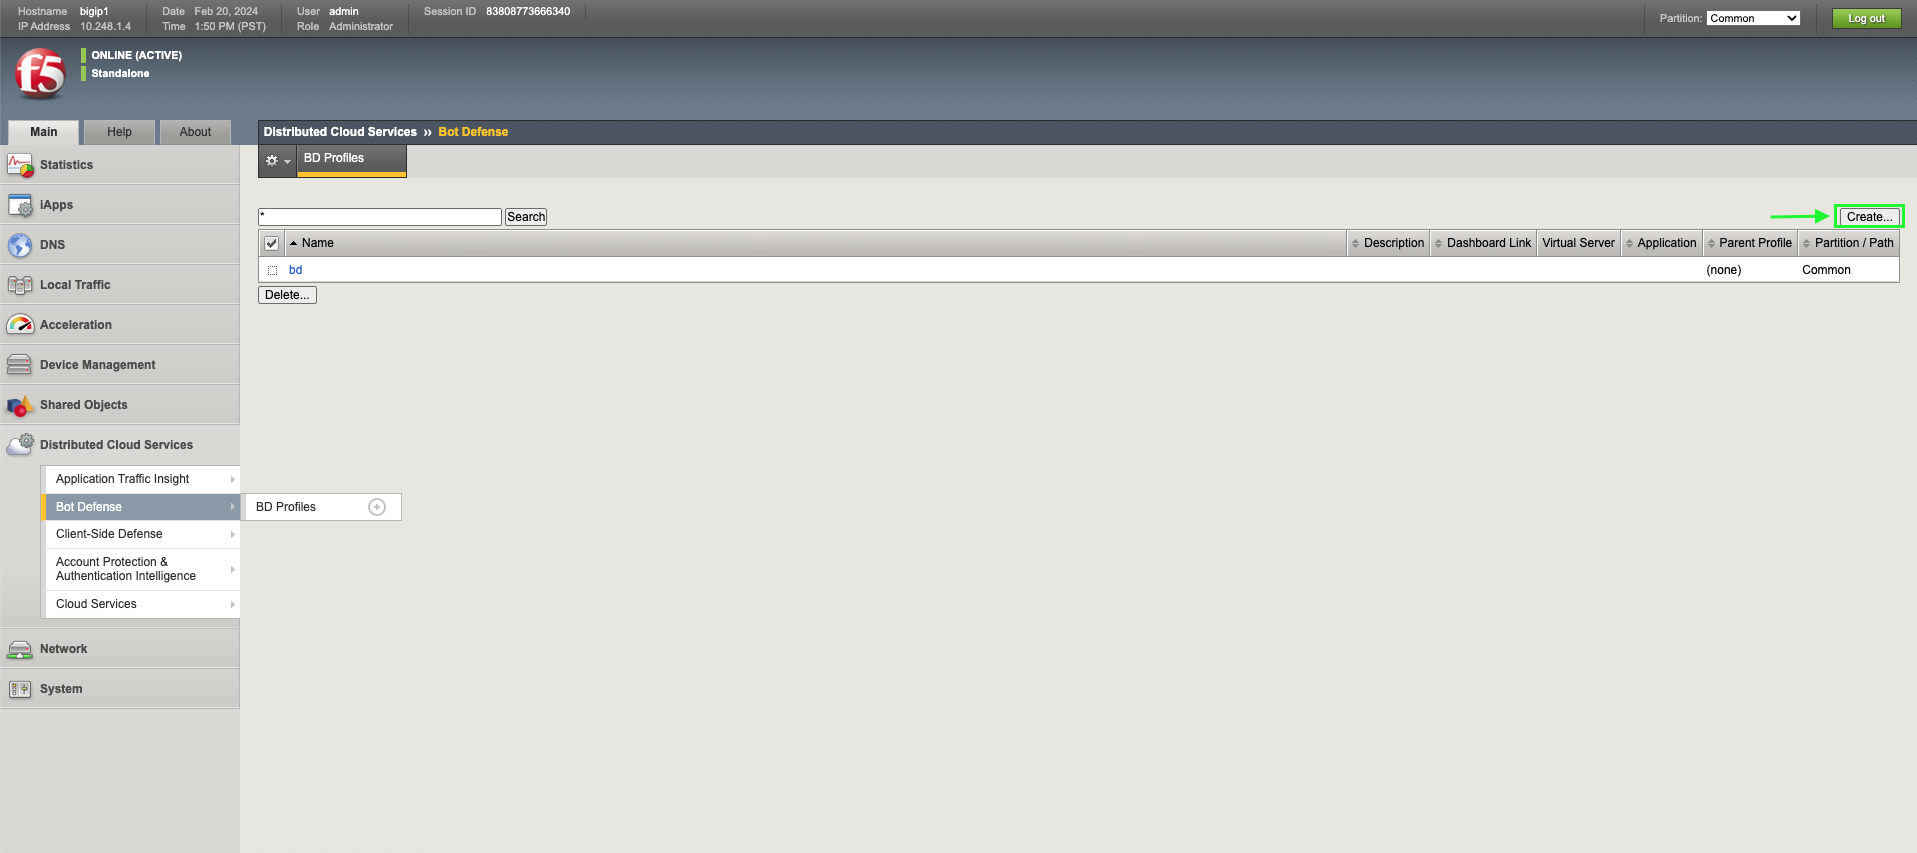 Hostname bigip1 Date Feb 20, 2024 User admin Session ID 83808773666340
IP Address 10.248.1.4 Time 1:50 PM (PST) Role Administrator
Partition: Common Log out
f5
ONLINE (ACTIVE)
Standalone
Main Help About
Distributed Cloud Services ›› Bot Defense
BD Profiles
Statistics
iApps
DNS
Local Traffic
Acceleration
Device Management
Shared Objects
Distributed Cloud Services
Application Traffic Insight
Bot Defense
BD Profiles
Client-Side Defense
Account Protection &
Authentication Intelligence
Cloud Services
Network
System
* Search Create...
Name Description Dashboard Link Virtual Server Application Parent Profile Partition / Path
bd (none) Common
Delete...